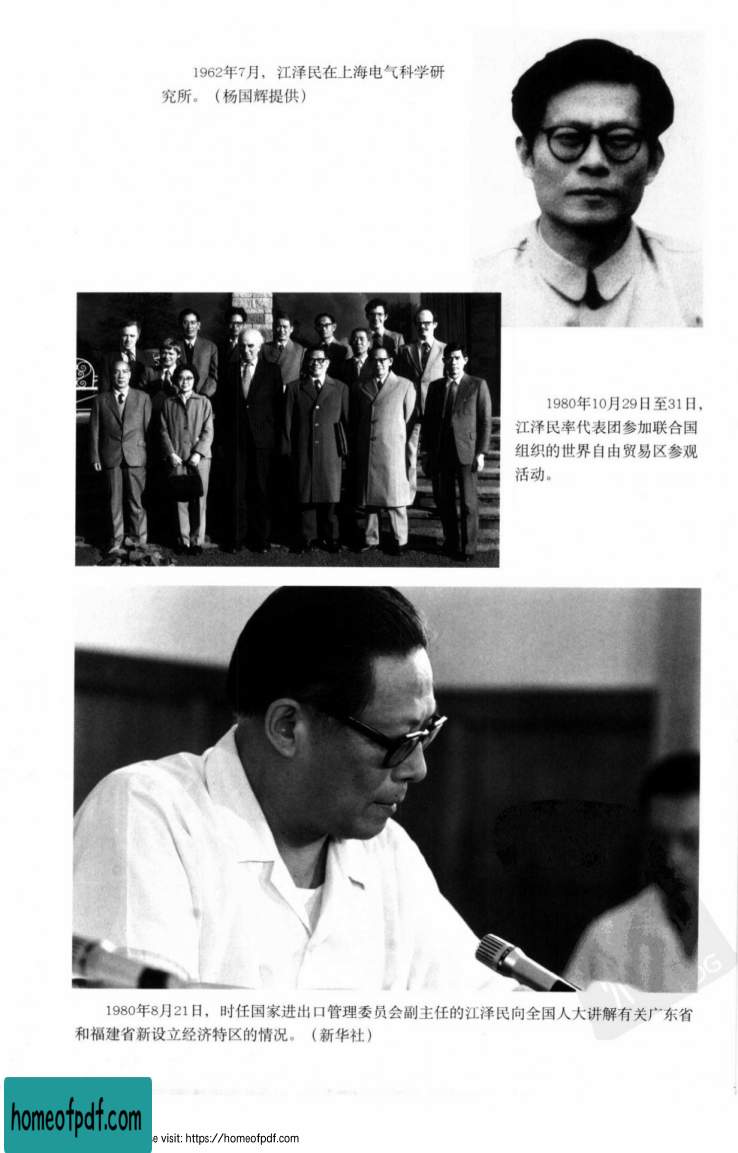 1962年7月，江泽民在上海电气科学研
究所。（杨国辉提供）
1980年10月29日至31日，
江泽民率代表团参加联合国
组织的世界自由贸易区参观
活动。
1980年8月21日，时任国家进出口管理委员会副主任的江泽民向全国人大讲解有关广东省
和福建省新设立经济特区的情况。（新华社）
homeofpdf.com
visit: https://homeofpdf.com